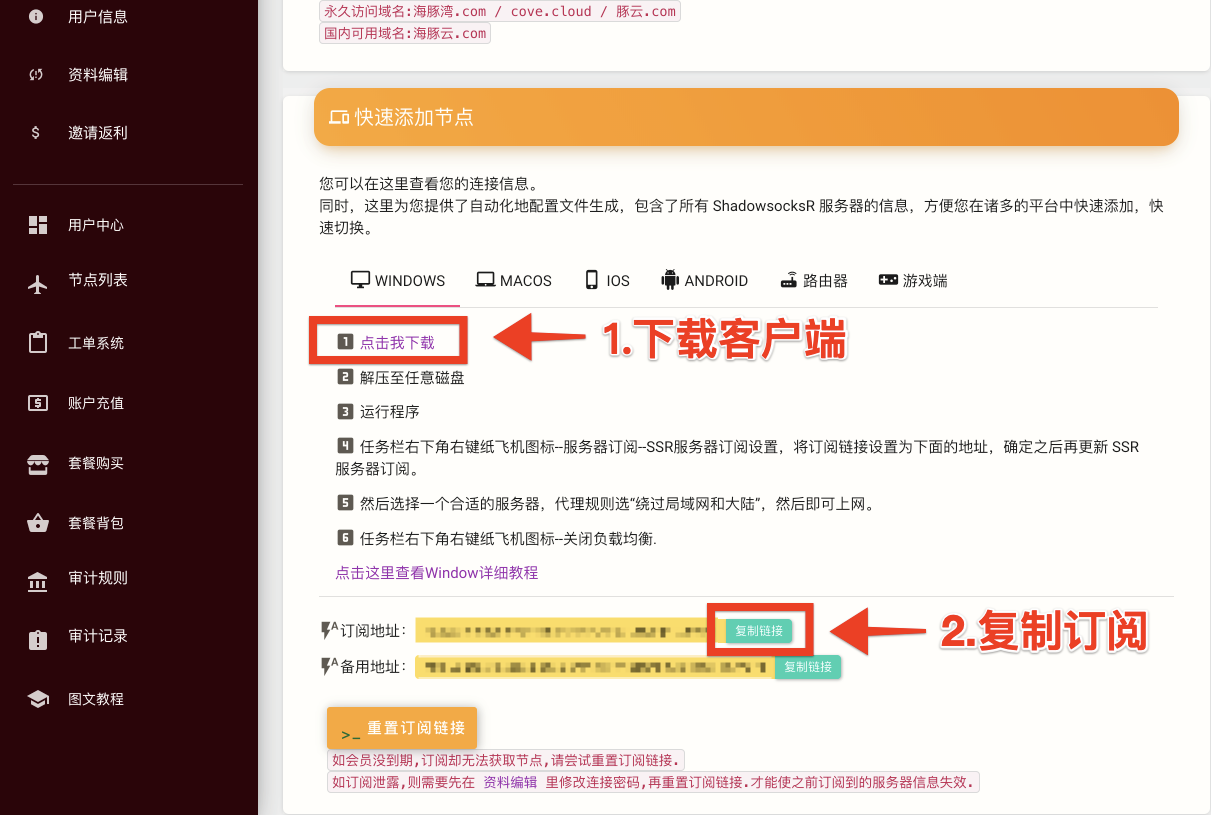 用户信息
资料编辑
邀请返利
用户中心
节点列表
工单系统
账户充值
套餐购买
套餐背包
审计规则
审计记录
图文教程
永久访问域名:海豚湾.com / cove.cloud / 豚云.com
国内可用域名:海豚云.com
快速添加节点
您可以在这里查看您的连接信息。
同时，这里为您提供了自动化地配置文件生成，包含了所有 ShadowsocksR 服务器的信息，方便您在诸多的平台中快速添加，快
速切换。
WINDOWS MACOS IOS ANDROID 路由器 游戏端
1 点击我下载
1.下载客户端
2 解压至任意磁盘
3 运行程序
4 任务栏右下角右键纸飞机图标--服务器订阅--SSR服务器订阅设置，将订阅链接设置为下面的地址，确定之后再更新 SSR
服务器订阅。
5 然后选择一个合适的服务器，代理规则选“绕过局域网和大陆”，然后即可上网。
6 任务栏右下角右键纸飞机图标--关闭负载均衡.
点击这里查看Window详细教程
订阅地址： 复制链接
2.复制订阅
备用地址： 复制链接
>_ 重置订阅链接
如会员没到期,订阅却无法获取节点,请尝试重置订阅链接.
如订阅泄露,则需要先在 资料编辑 里修改连接密码,再重置订阅链接.才能使之前订阅到的服务器信息失效.